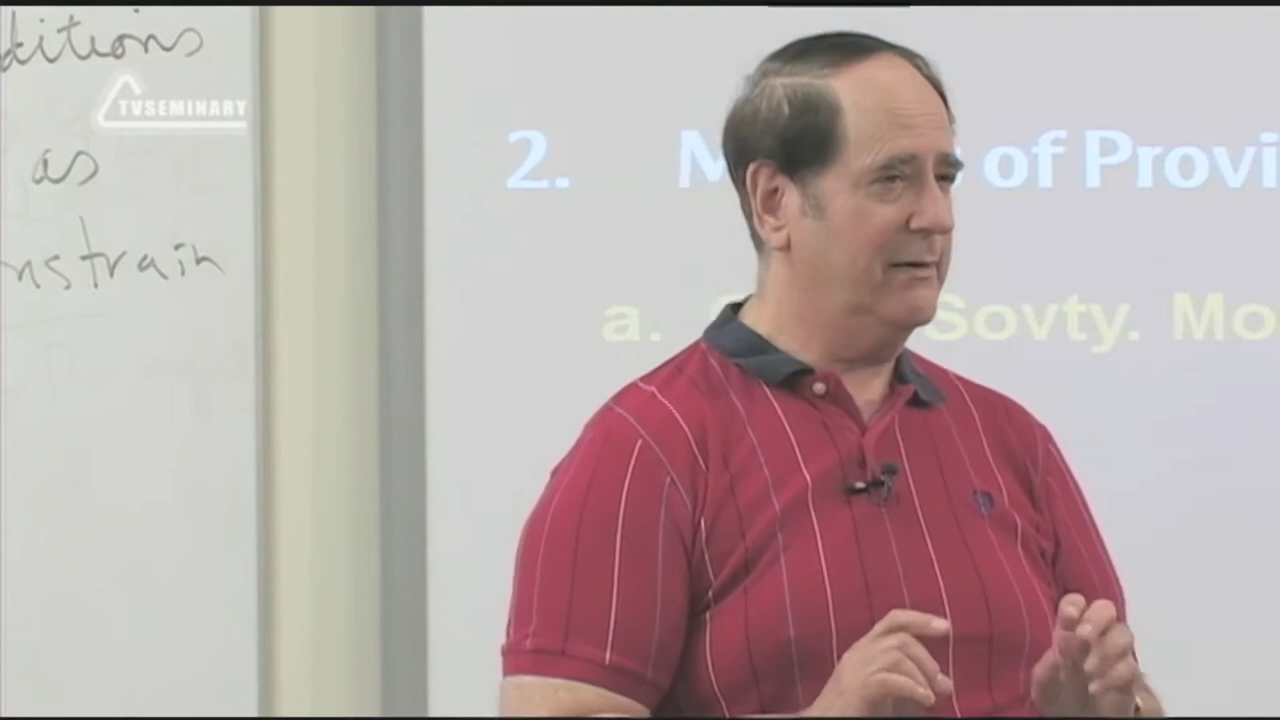 ditions
TVSEMINARY
as
nstrain
2. M s of Provi
a. Sovty. Mo